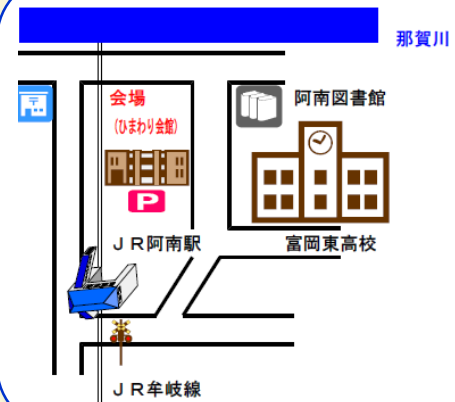 那賀川
会場
(ひまわり会館)
阿南図書館
P
JR阿南駅
富岡東高校
JR牟岐線